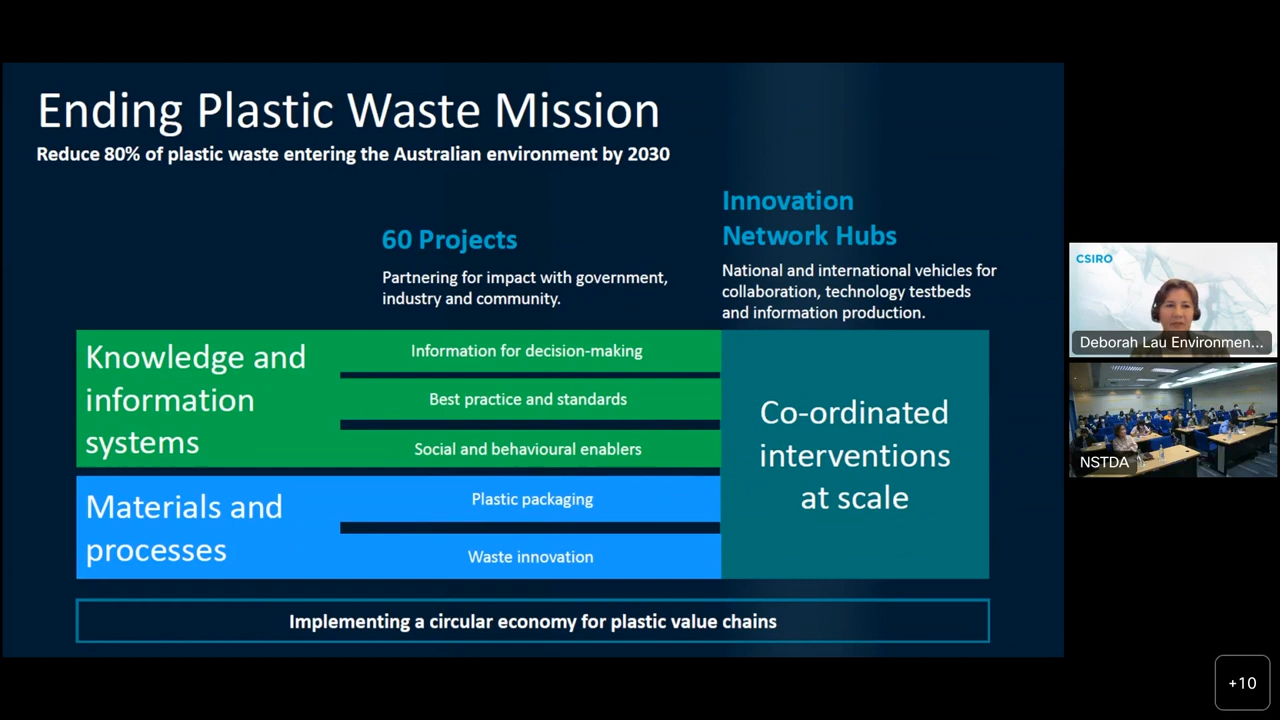 Ending Plastic Waste Mission
Reduce 80% of plastic waste entering the Australian environment by 2030
60 Projects
Partnering for impact with government,
industry and community.
Innovation
Network Hubs
National and international vehicles for
collaboration, technology testbeds
and information production.
Knowledge and
information
systems
Information for decision-making
Best practice and standards
Social and behavioural enablers
Materials and
processes
Plastic packaging
Waste innovation
Co-ordinated
interventions
at scale
Implementing a circular economy for plastic value chains
CSIRO
Deborah Lau Environmen...
NSTDA
+10